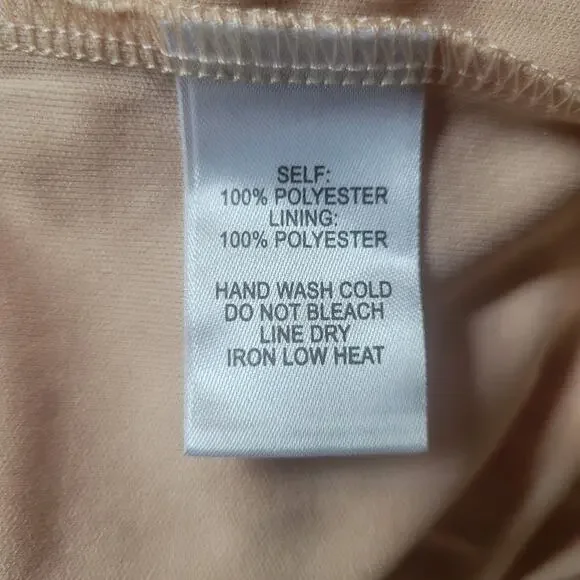 SELF:
100% POLYESTER
LINING:
100% POLYESTER
HAND WASH COLD
DO NOT BLEACH
LINE DRY
IRON LOW HEAT